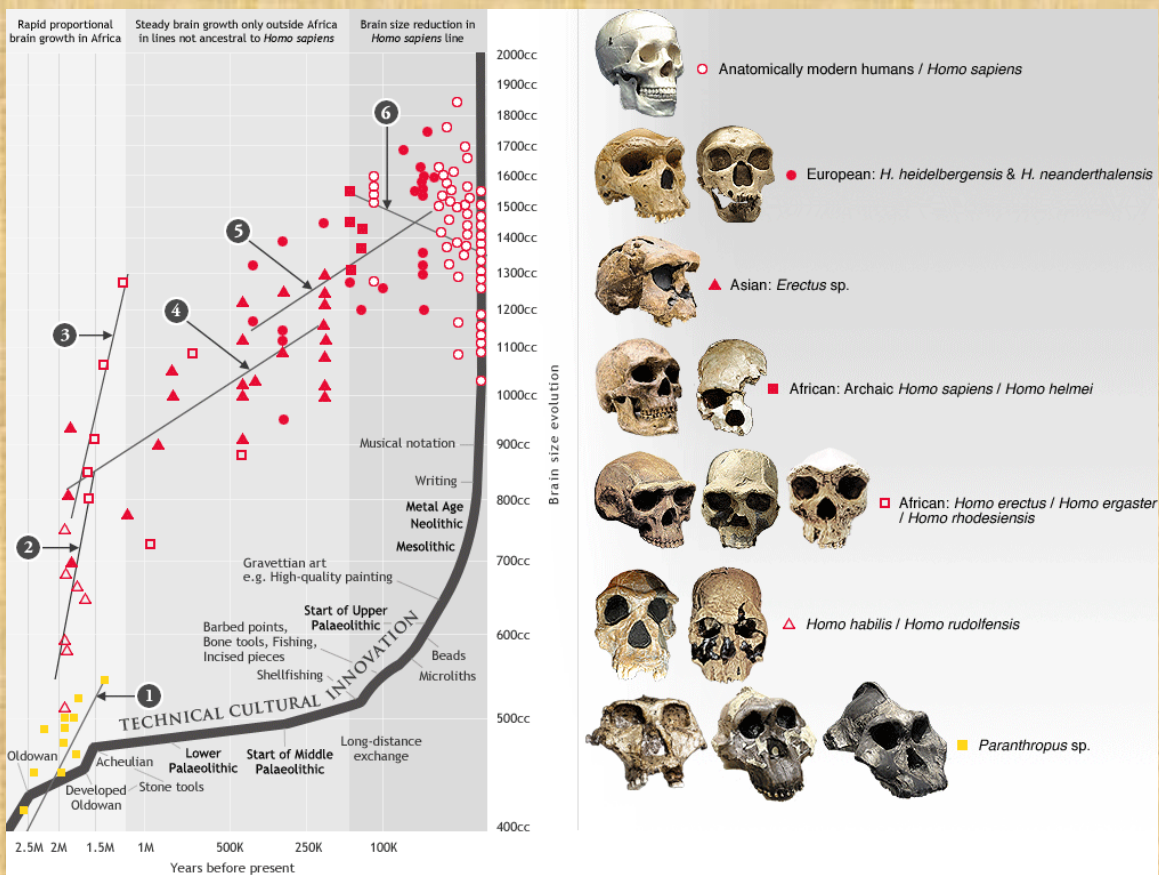 Rapid proportional
brain growth in Africa
Steady brain growth only outside Africa
in lines not ancestral to Homo sapiens
Brain size reduction in
Homo sapiens line
2000cc
1900cc
1800cc
1700cc
1600cc
1500cc
1400cc
1300cc
1200cc
1100cc
1000cc
900cc
800cc
700cc
600cc
500cc
400cc
Brain size evolution
6
5
4
3
2
1
Musical notation
Writing
Metal Age
Neolithic
Mesolithic
Gravettian art
e.g. High-quality painting
Start of Upper
Palaeolithic
Barbed points,
Bone tools, Fishing,
Incised pieces
Beads
Microliths
Shellfishing
TECHNICAL CULTURAL INNOVATION
Long-distance
exchange
Start of Middle
Palaeolithic
Lower
Palaeolithic
Acheulian
Stone tools
Developed
Oldowan
Oldowan
2.5M 2M 1.5M 1M 500K 250K 100K
Years before present
Anatomically modern humans / Homo sapiens
European: H. heidelbergensis & H. neanderthalensis
Asian: Erectus sp.
African: Archaic Homo sapiens / Homo helmei
African: Homo erectus / Homo ergaster
/ Homo rhodesiensis
Homo habilis / Homo rudolfensis
Paranthropus sp.